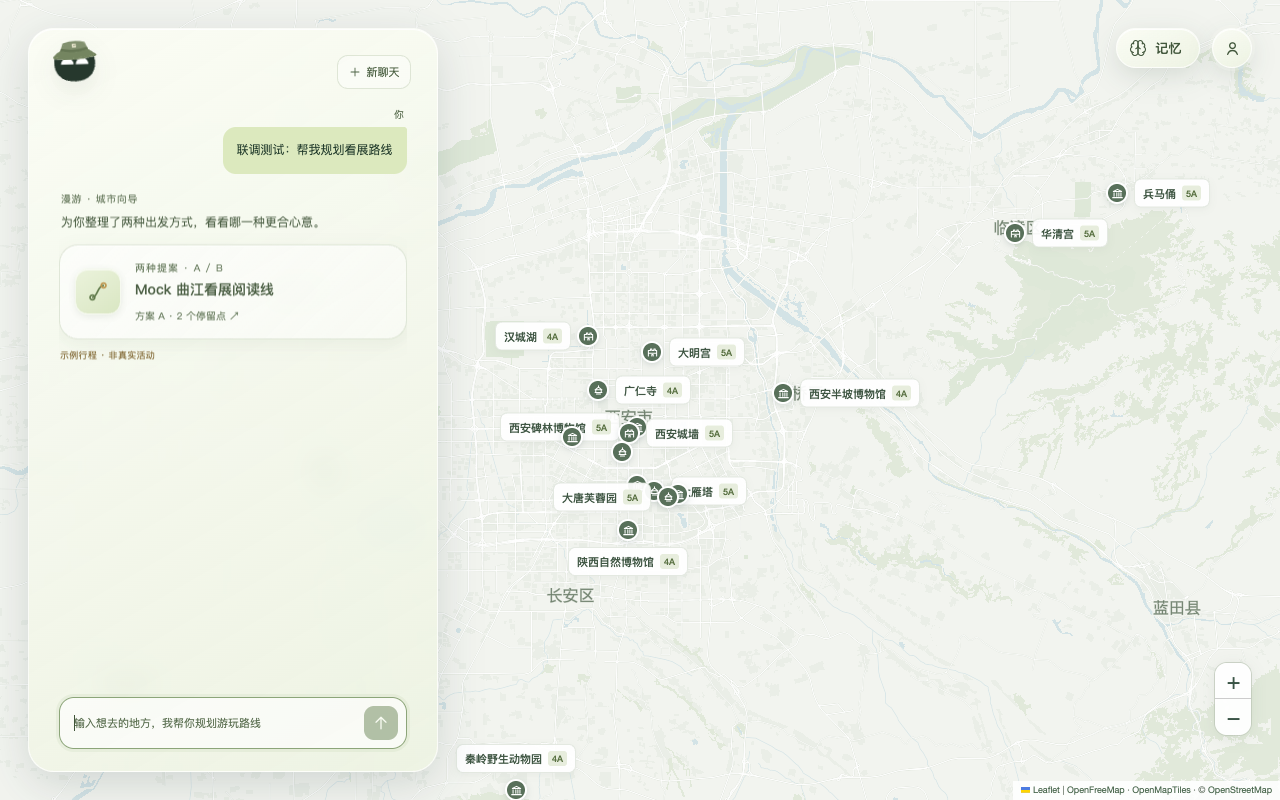 新聊天
你
联调测试：帮我规划看展路线
漫游 · 城市向导
为你整理了两种出发方式，看看哪一种更合心意。
两种提案 · A / B
Mock 曲江看展阅读线
方案 A · 2 个停留点 ↗
示例行程 · 非真实活动
输入想去的地方，我帮你规划游玩路线
记忆
兵马俑 5A
华清宫 5A
汉城湖 4A
大明宫 5A
广仁寺 4A
西安半坡博物馆 4A
西安市
西安碑林博物馆 5A
西安城墙 5A
大唐芙蓉园 5A
雁塔 5A
陕西自然博物馆 4A
长安区
蓝田县
秦岭野生动物园 4A
+
−
Leaflet | OpenFreeMap · OpenMapTiles · © OpenStreetMap